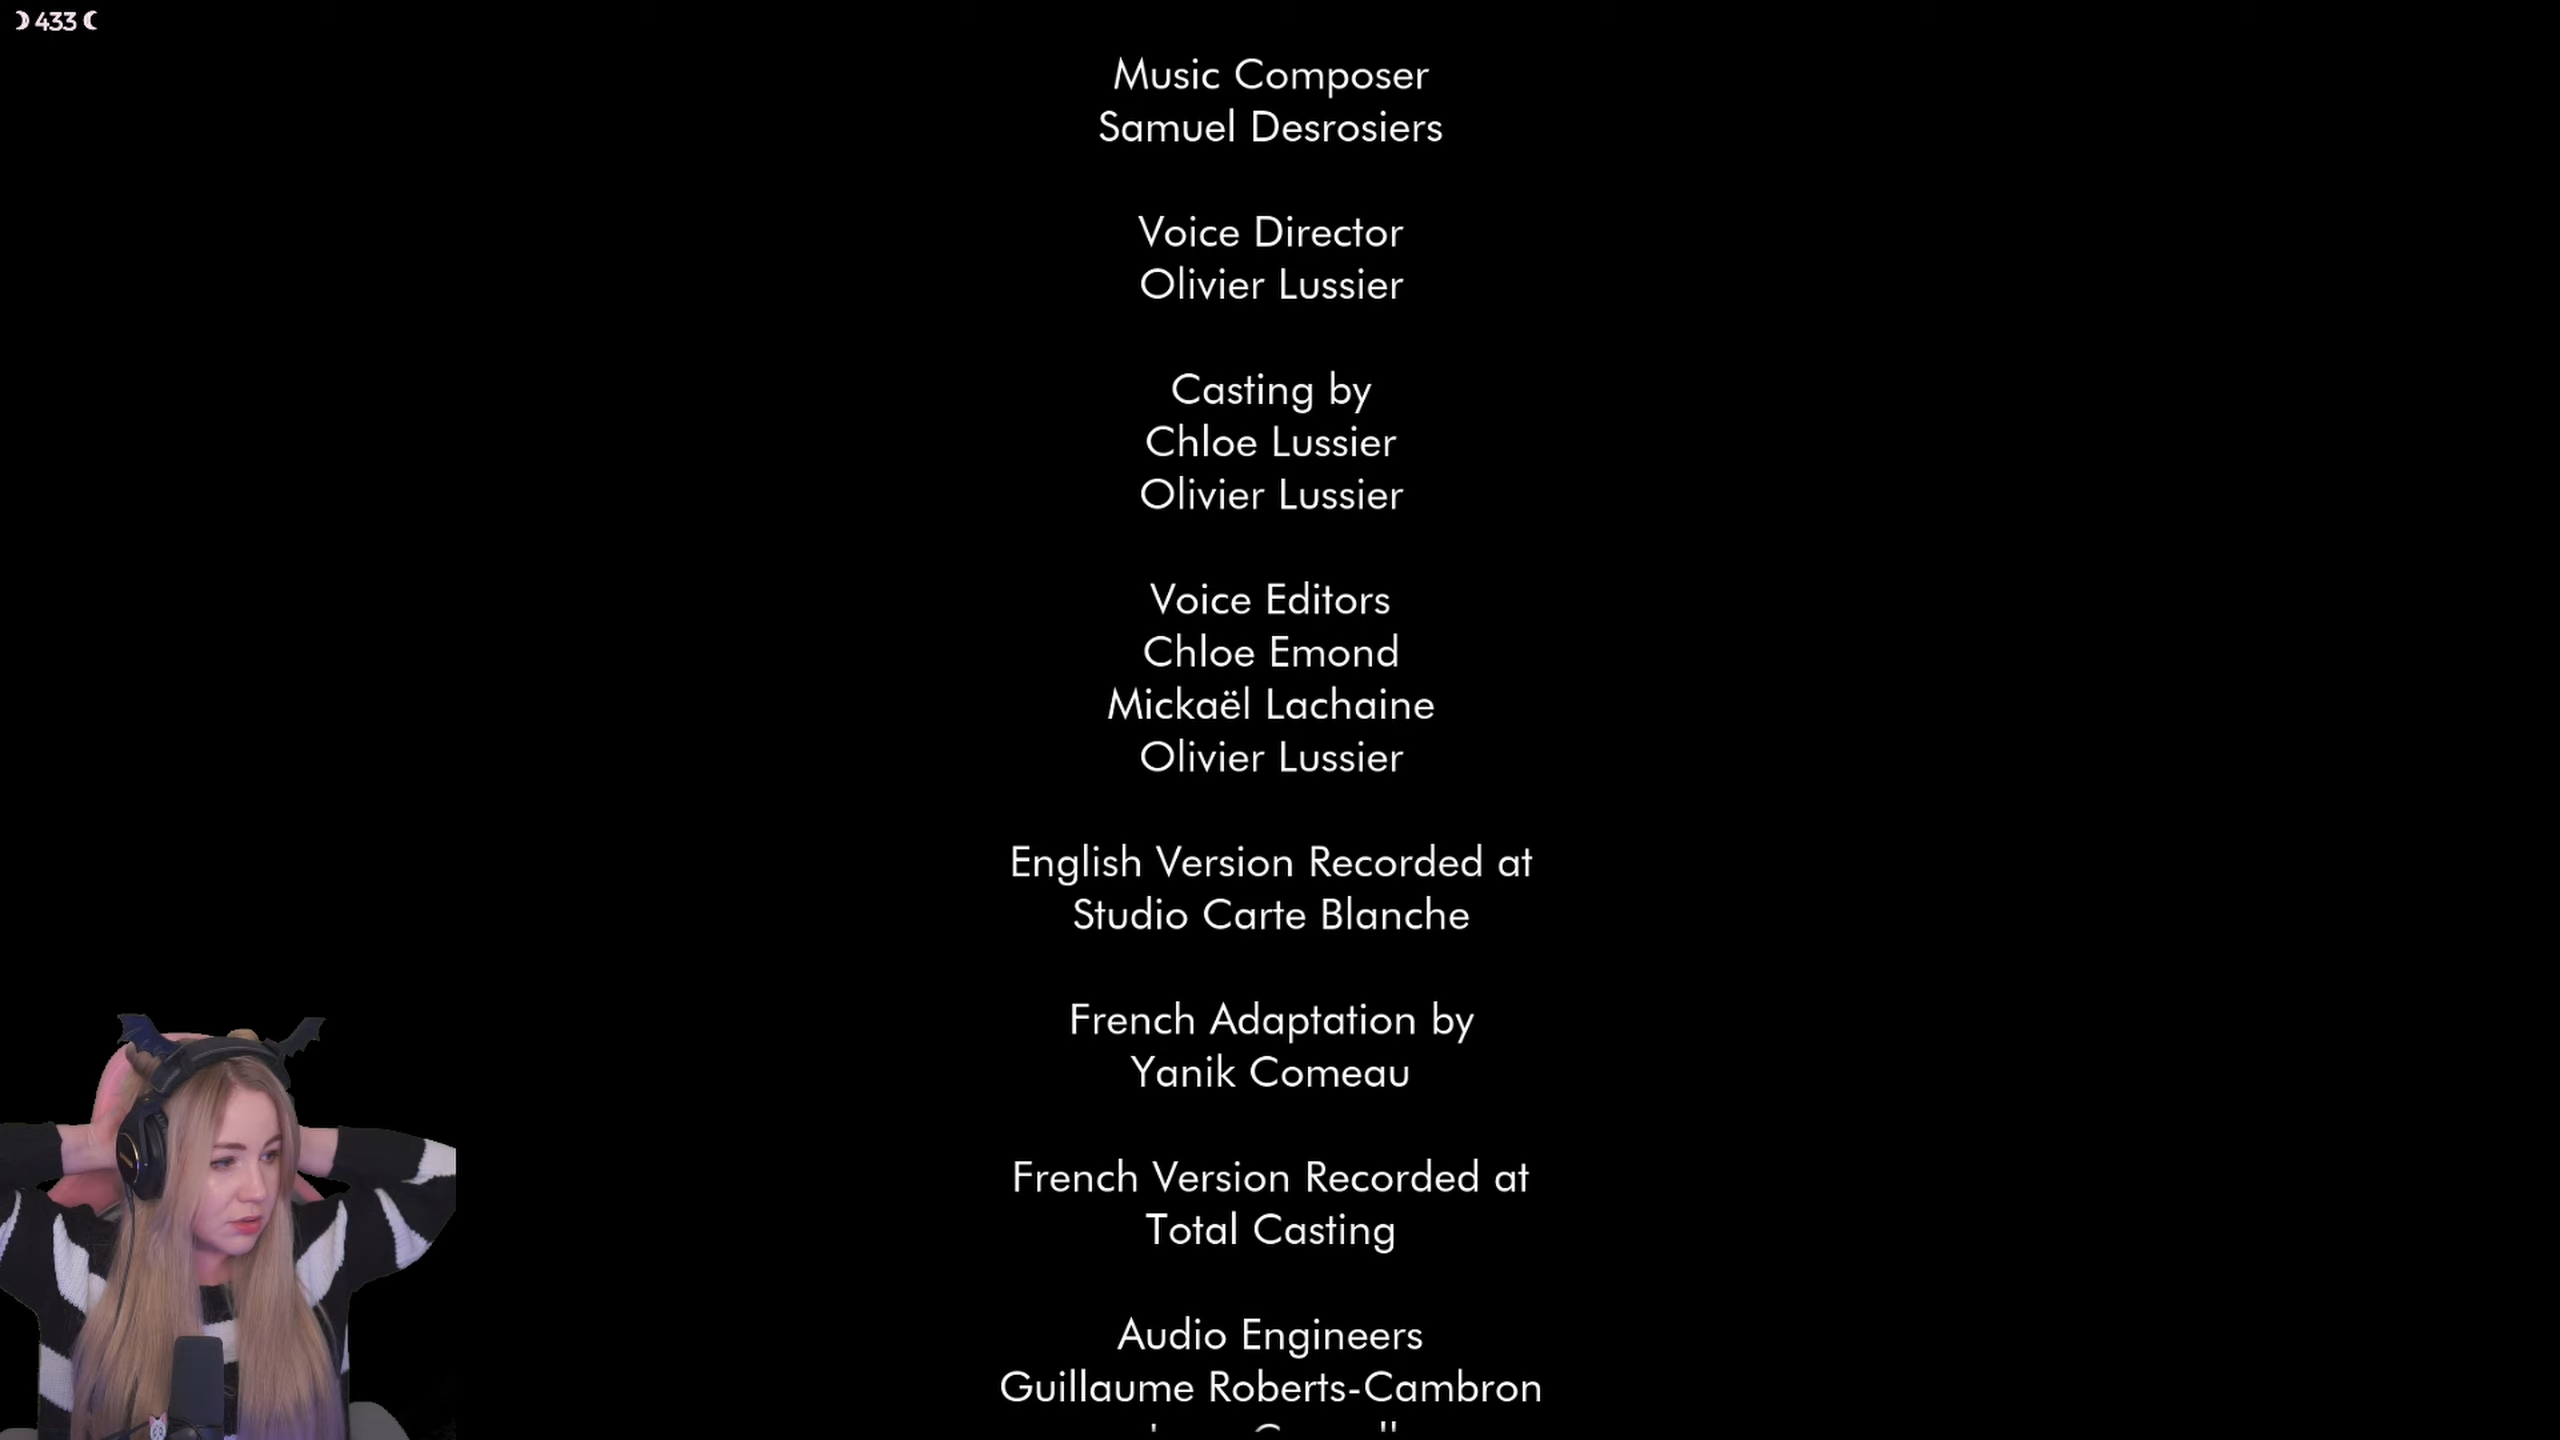 433
Music Composer
Samuel Desrosiers
Voice Director
Olivier Lussier
Casting by
Chloe Lussier
Olivier Lussier
Voice Editors
Chloe Emond
Mickaël Lachaine
Olivier Lussier
English Version Recorded at
Studio Carte Blanche
French Adaptation by
Yanik Comeau
French Version Recorded at
Total Casting
Audio Engineers
Guillaume Roberts-Cambron